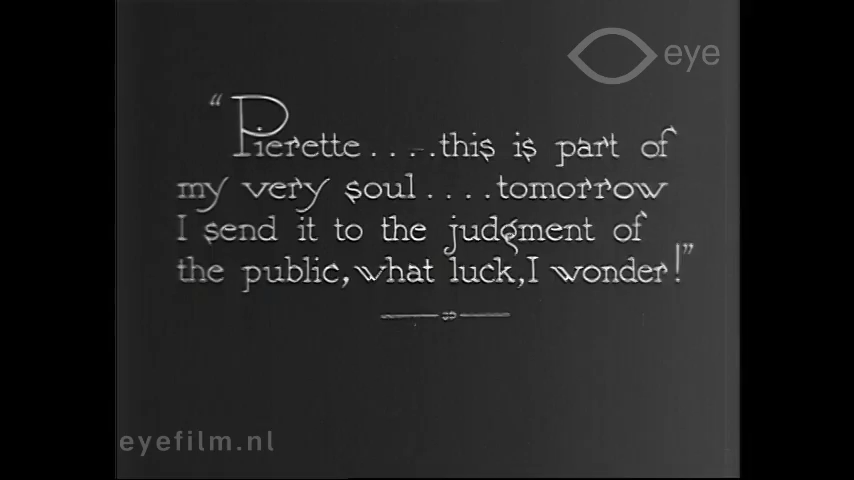 eye
“Pierette . . . . this is part of
my very soul . . . . tomorrow
I send it to the judgment of
the public, what luck, I wonder!”
eyefilm.nl